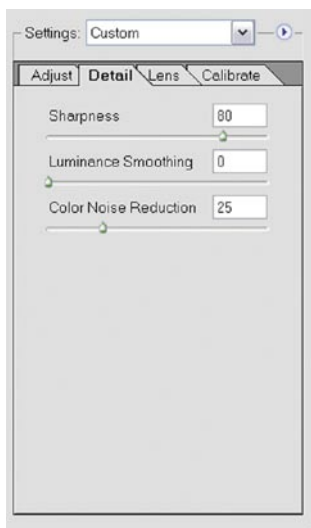 Settings: Custom
Adjust Detail Lens Calibrate
Sharpness 80
Luminance Smoothing 0
Color Noise Reduction 25